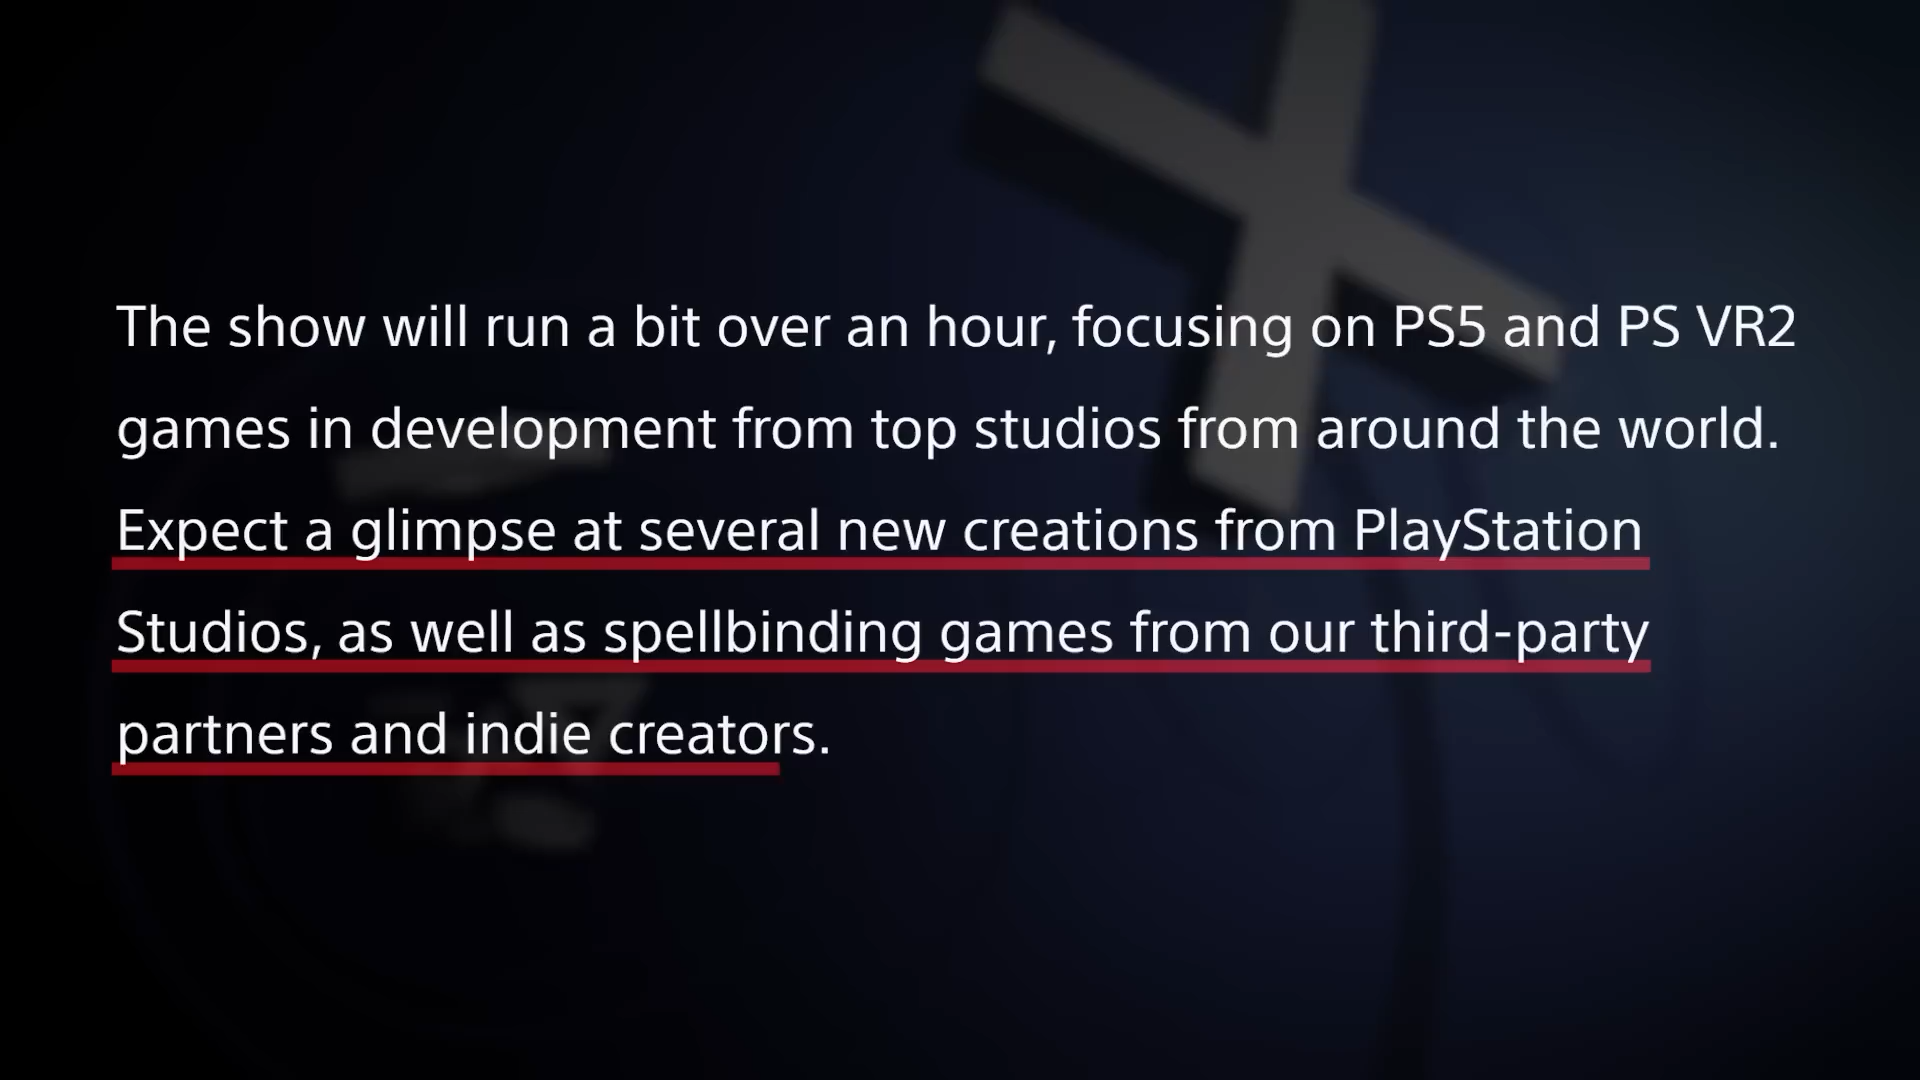 The show will run a bit over an hour, focusing on PS5 and PS VR2
games in development from top studios from around the world.
Expect a glimpse at several new creations from PlayStation
Studios, as well as spellbinding games from our third-party
partners and indie creators.